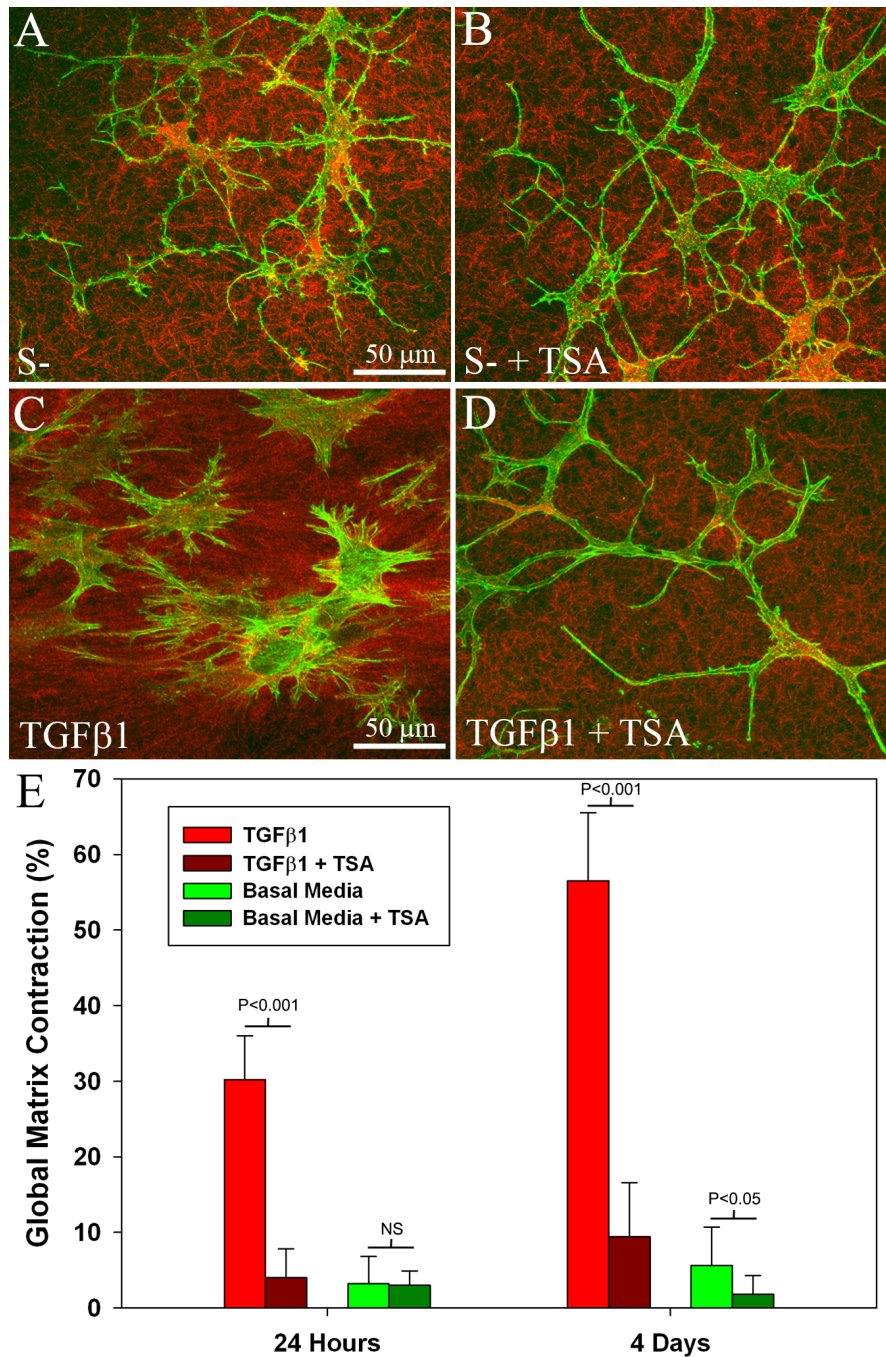 A
B
S-
50 μm
S- + TSA
C
D
TGFβ1
50 μm
TGFβ1 + TSA
E
70
60
50
40
30
20
10
0
Global Matrix Contraction (%)
TGFβ1
TGFβ1 + TSA
Basal Media
Basal Media + TSA
P<0.001
NS
P<0.001
P<0.05
24 Hours
4 Days